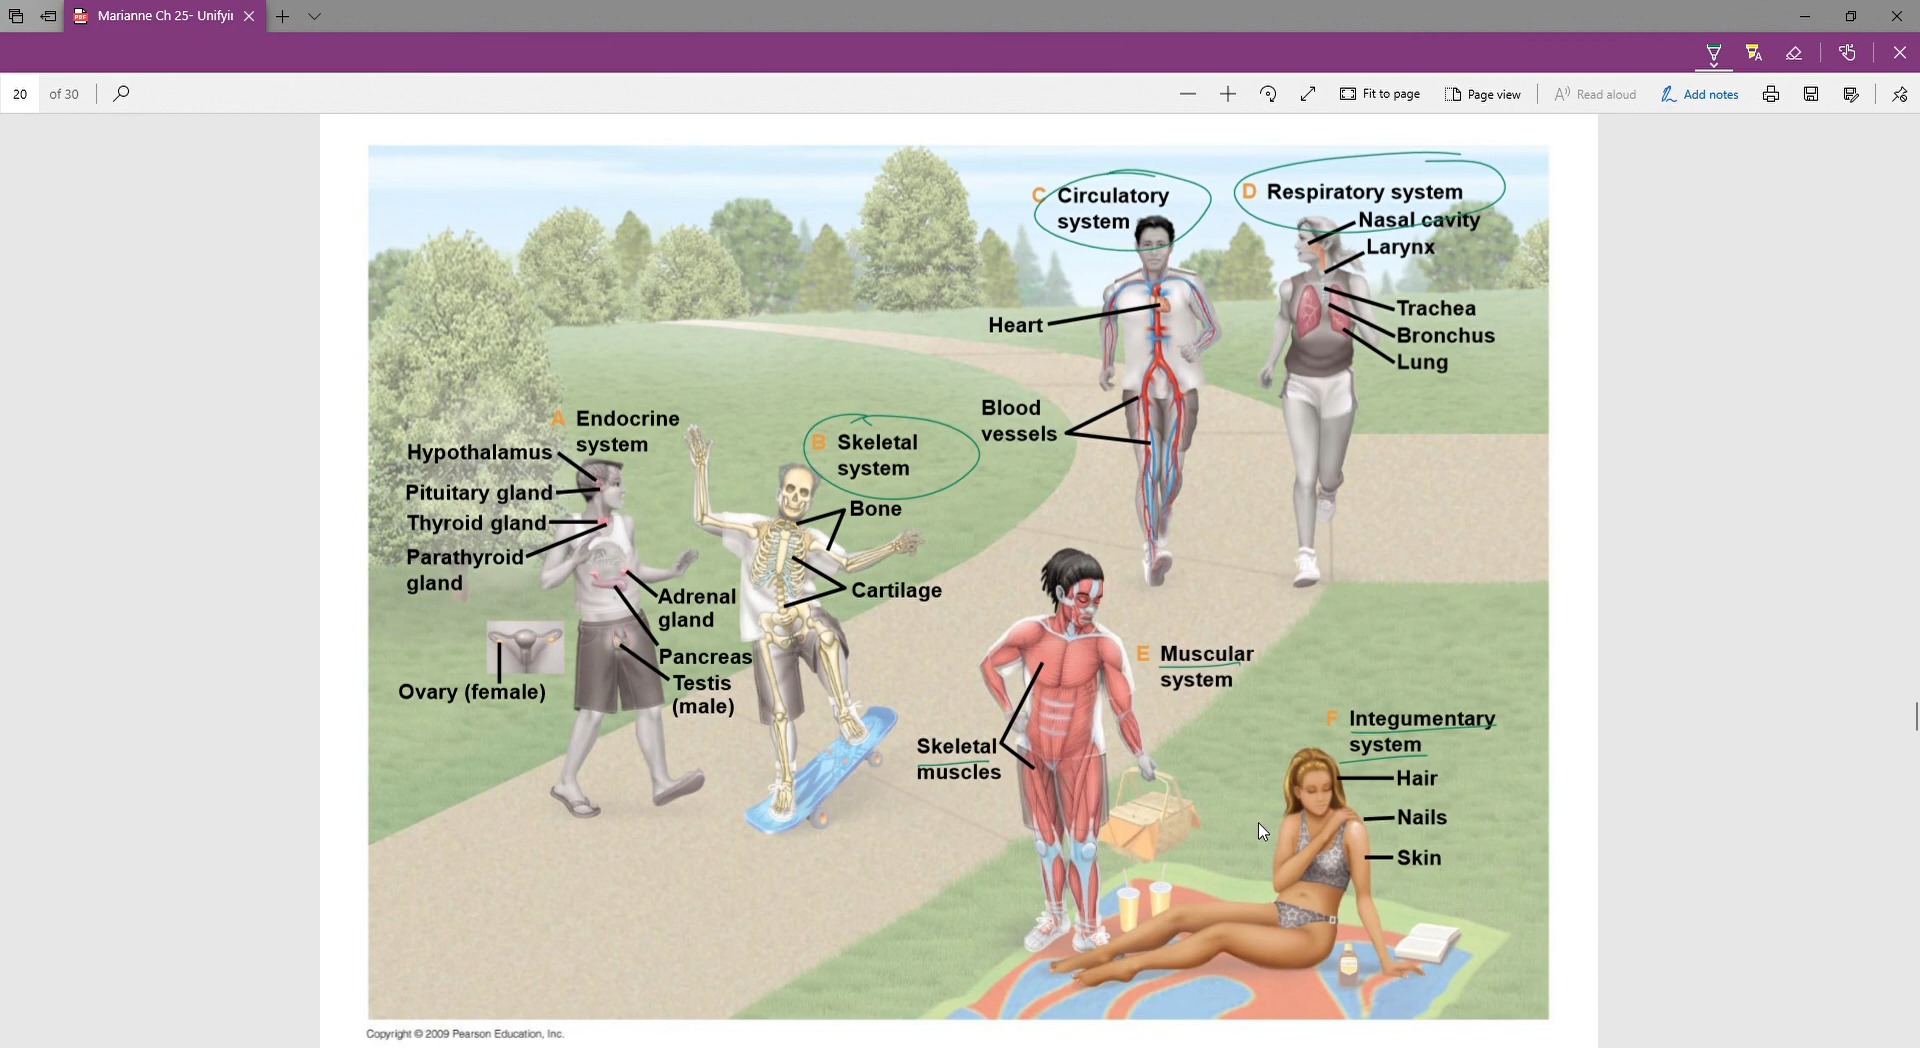 Marianne Ch 25- Unifyi
20 of 30
Fit to page
Page view
Read aloud
Add notes
C Circulatory
system
D Respiratory system
Nasal cavity
Larynx
Trachea
Bronchus
Lung
Heart
Blood
vessels
A Endocrine
system
Hypothalamus
Pituitary gland
Thyroid gland
Parathyroid
gland
Adrenal
gland
Pancreas
Testis
(male)
Ovary (female)
B Skeletal
system
Bone
Cartilage
E Muscular
system
Skeletal
muscles
F Integumentary
system
Hair
Nails
Skin
Copyright © 2009 Pearson Education, Inc.